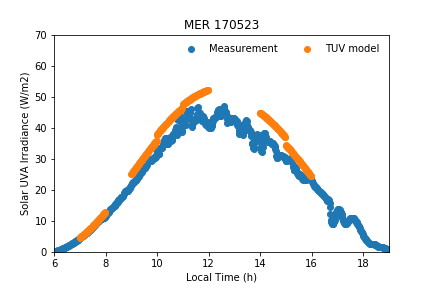 MER 170523
70
60
50
40
30
20
10
0
Solar UVA Irradiance (W/m2)
Measurement
TUV model
6 8 10 12 14 16 18
Local Time (h)